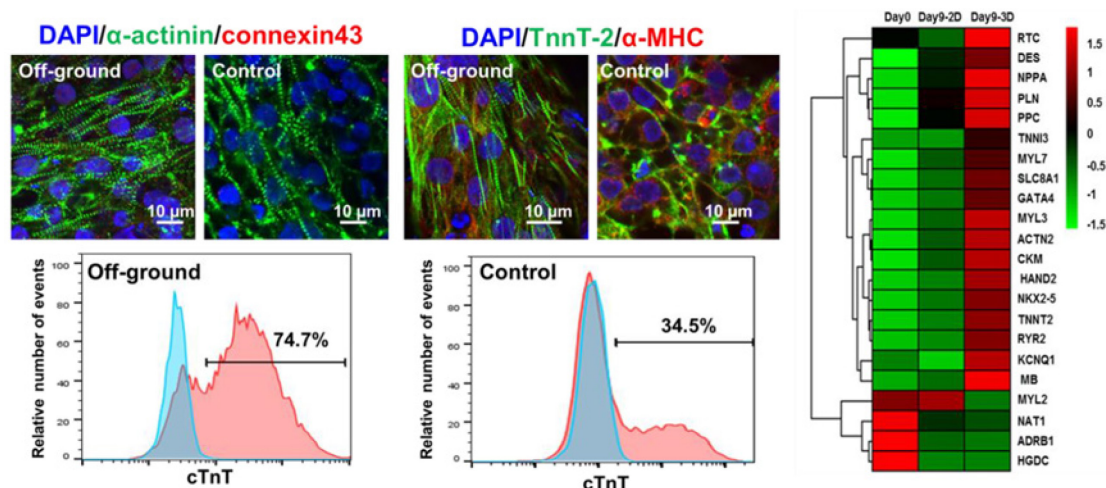 DAPI/α-actinin/connexin43
Off-ground
Control
10 µm
10 µm
DAPI/TnnT-2/α-MHC
Off-ground
Control
10 µm
10 µm
Off-ground
Relative number of events
100
80
60
40
20
0
74.7%
cTnT
Control
Relative number of events
100
80
60
40
20
0
34.5%
cTnT
Day0 Day9-2D Day9-3D
RTC
DES
NPPA
PLN
PPC
TNNI3
MYL7
SLC8A1
GATA4
MYL3
ACTN2
CKM
HAND2
NKX2-5
TNNT2
RYR2
KCNQ1
MB
MYL2
NAT1
ADRB1
HGDC
1.5
1
0.5
0
-0.5
-1
-1.5